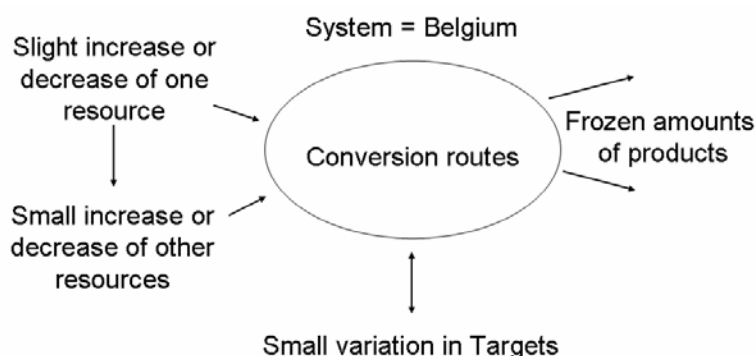 System = Belgium
Slight increase or
decrease of one
resource
Conversion routes
Frozen amounts
of products
Small increase or
decrease of other
resources
Small variation in Targets